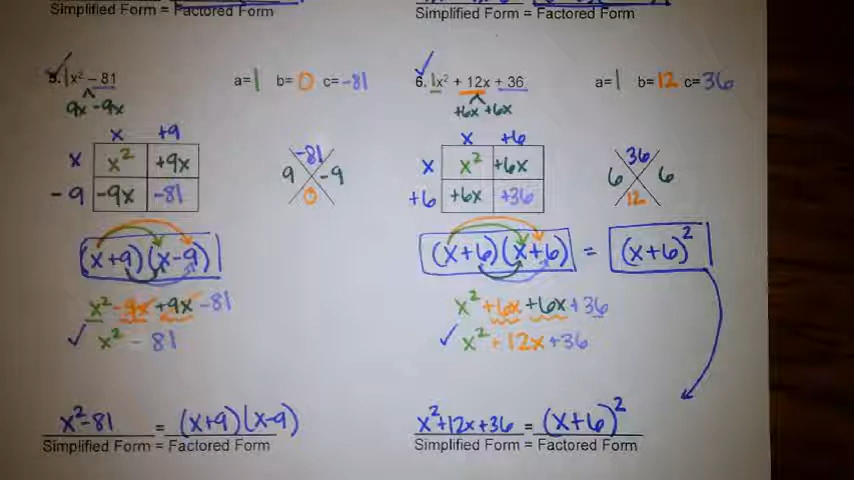 Simplified Form = Factored Form
Simplified Form = Factored Form
5. 1x² - 81 a=1 b=0 c=-81
9x -9x
x +9
x x² +9x
-9 -9x -81
-81
9 -9
0
(x+9)(x-9)
x² -9x +9x -81
✓ x² - 81
x²-81 = (x+9)(x-9)
Simplified Form = Factored Form
6. 1x² + 12x + 36 a=1 b=12 c=36
+6x +6x
x +6
x x² +6x
+6 +6x +36
36
6 6
12
(x+6)(x+6) = (x+6)²
x² +6x +6x +36
✓ x² +12x +36
x²+12x+36 = (x+6)²
Simplified Form = Factored Form